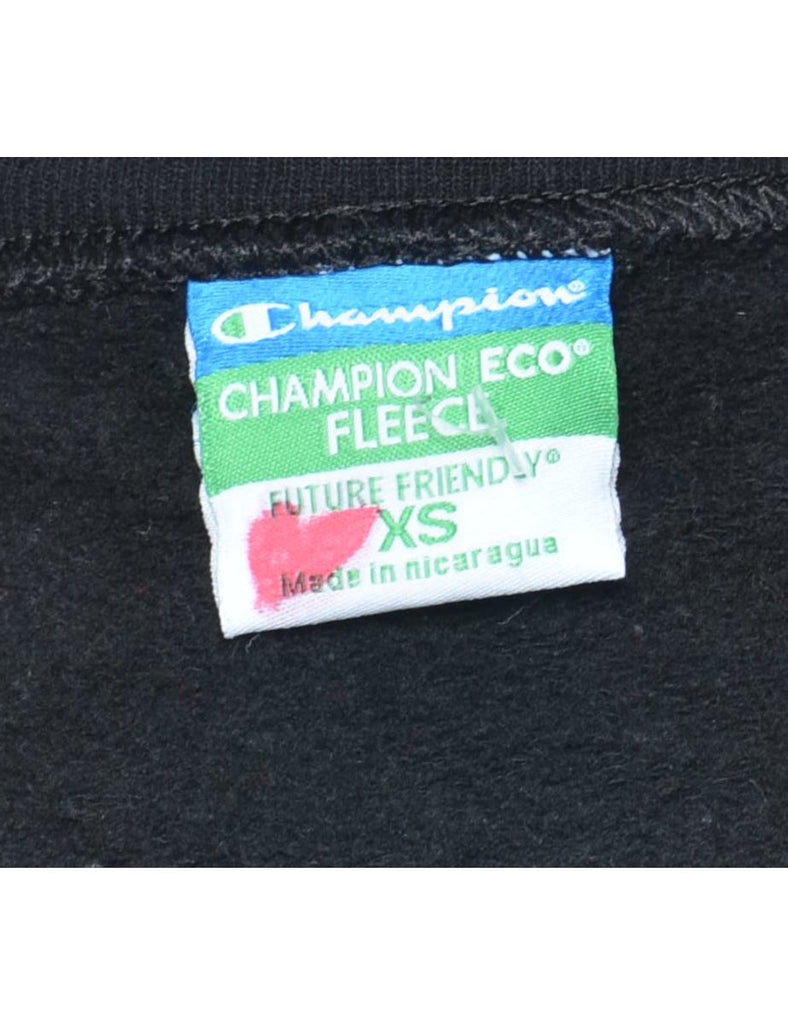 Champion®
CHAMPION ECO®
FLEECE
FUTURE FRIENDLY®
XS
Made in nicaragua